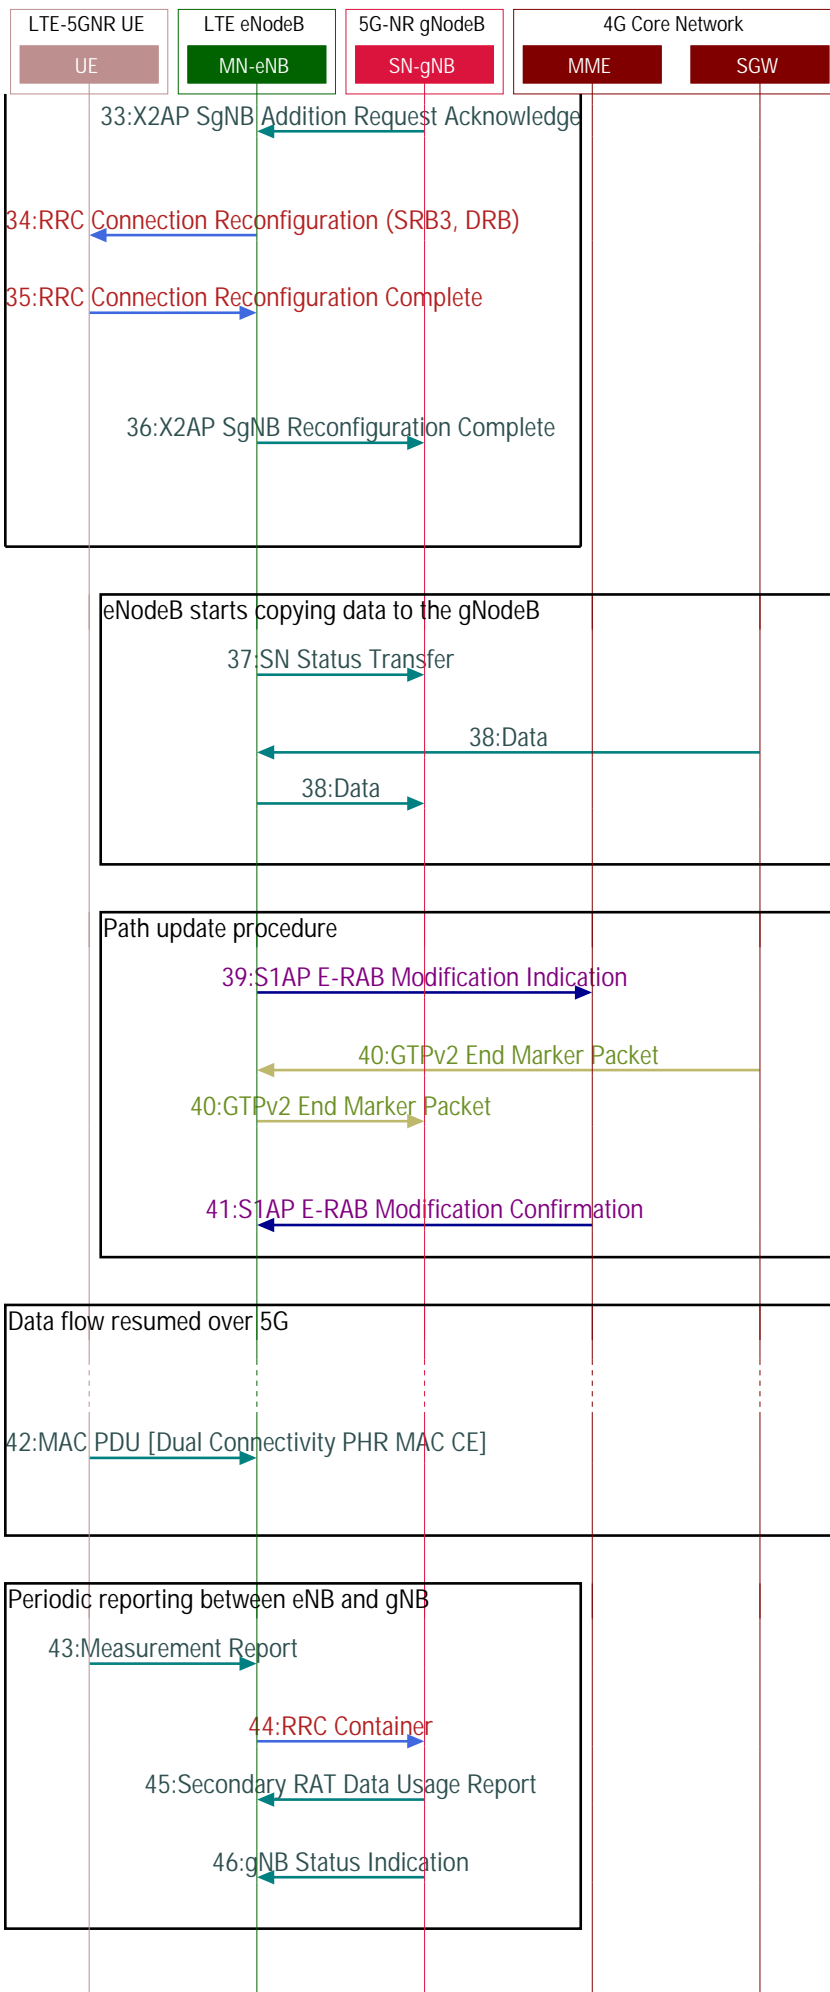 LTE-5GNR UE
LTE eNodeB
5G-NR gNodeB
4G Core Network
UE
MN-eNB
SN-gNB
MME
SGW
33:X2AP SgNB Addition Request Acknowledge
34:RRC Connection Reconfiguration (SRB3, DRB)
35:RRC Connection Reconfiguration Complete
36:X2AP SgNB Reconfiguration Complete
eNodeB starts copying data to the gNodeB
37:SN Status Transfer
38:Data
38:Data
Path update procedure
39:S1AP E-RAB Modification Indication
40:GTPv2 End Marker Packet
40:GTPv2 End Marker Packet
41:S1AP E-RAB Modification Confirmation
Data flow resumed over 5G
42:MAC PDU [Dual Connectivity PHR MAC CE]
Periodic reporting between eNB and gNB
43:Measurement Report
44:RRC Container
45:Secondary RAT Data Usage Report
46:gNB Status Indication